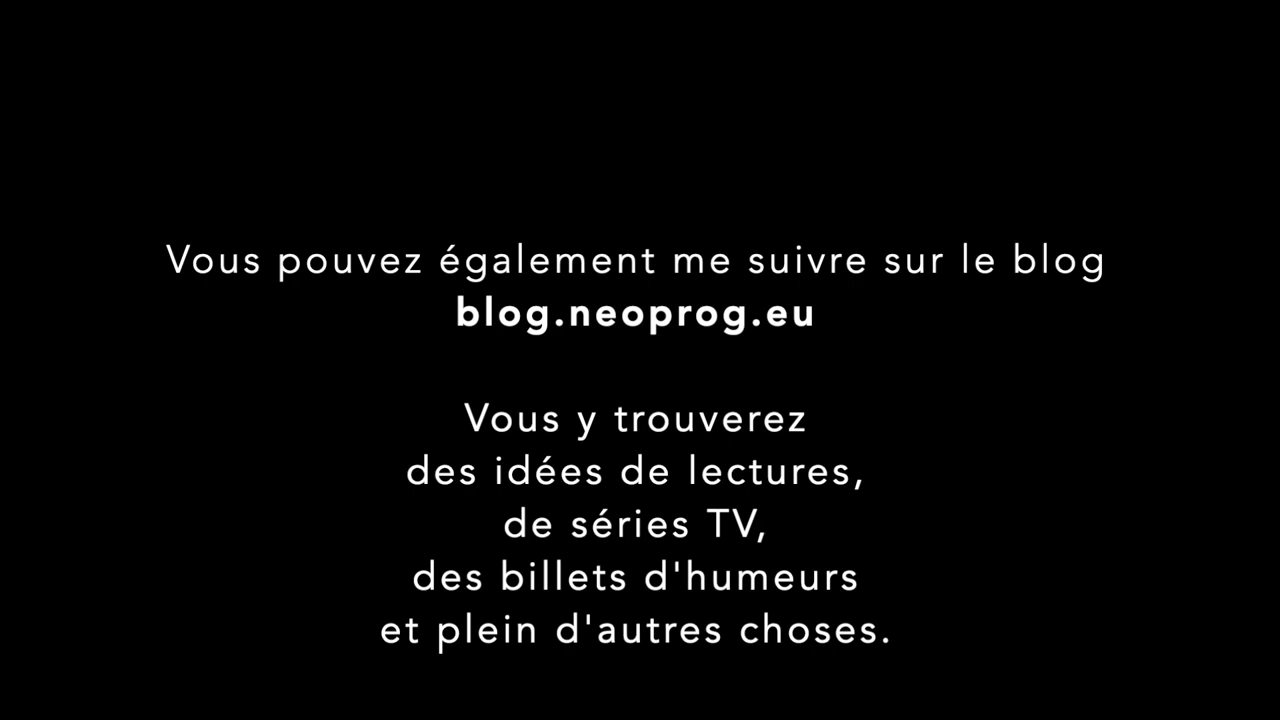 Vous pouvez également me suivre sur le blog
blog.neoprog.eu
Vous y trouverez
des idées de lectures,
de séries TV,
des billets d'humeurs
et plein d'autres choses.